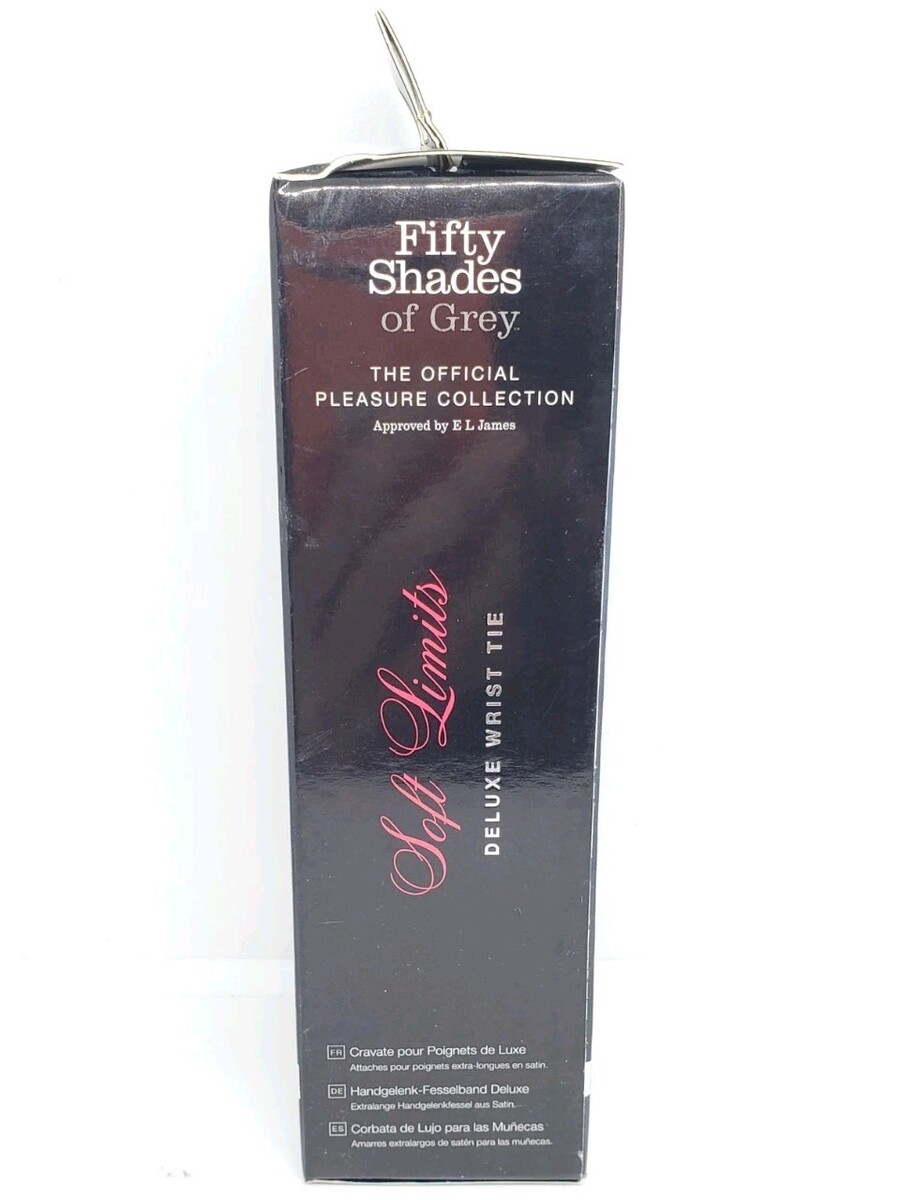 Fifty
Shades
of Grey™
THE OFFICIAL
PLEASURE COLLECTION
Approved by E L James
Soft Limits
DELUXE WRIST TIE
FR Cravate pour Poignets de Luxe
Attaches pour poignets extra-longues en satin.
DE Handgelenk-Fesselband Deluxe
Extralange Handgelenkfessel aus Satin.
ES Corbata de Lujo para las Muñecas
Amarres extralargos de satén para las muñecas.